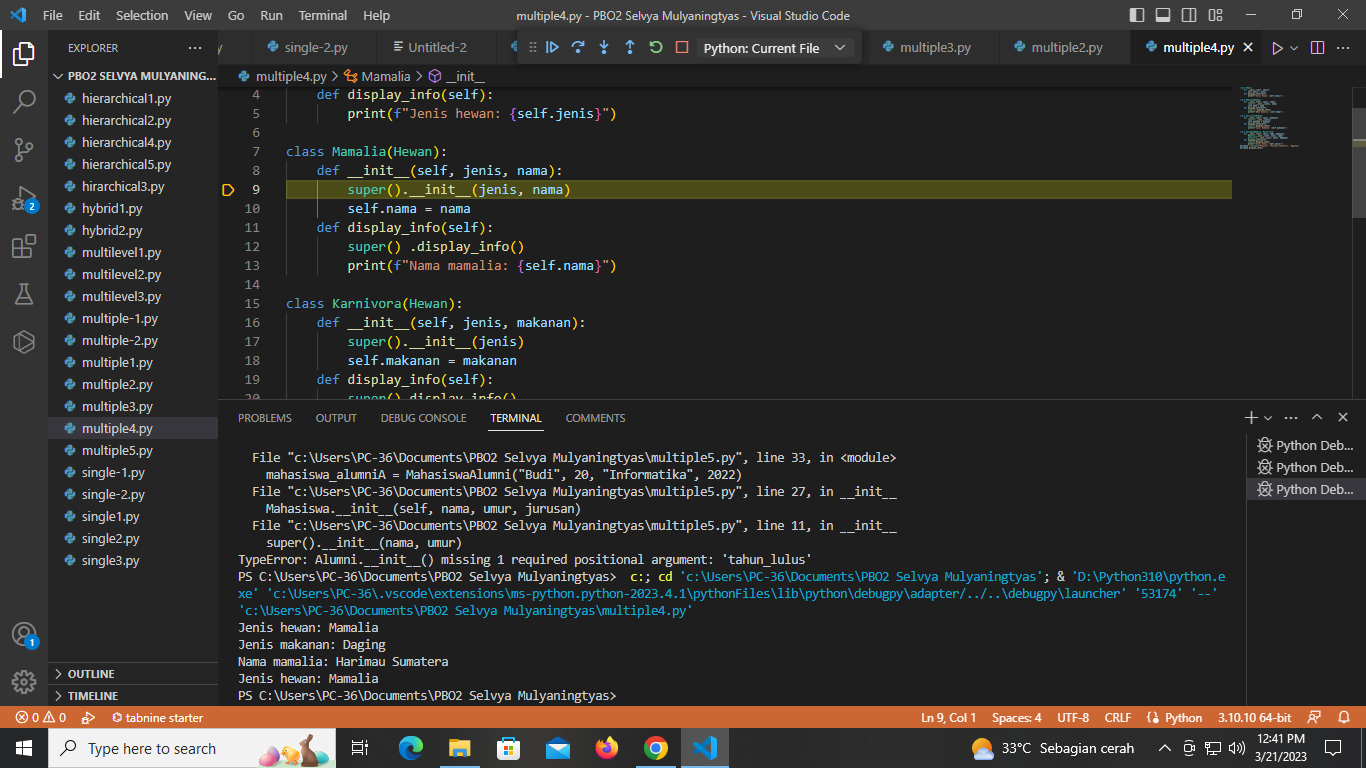 File Edit Selection View Go Run Terminal Help
multiple4.py - PBO2 Selvya Mulyaningtyas - Visual Studio Code
EXPLORER
single-2.py
Untitled-2
Python: Current File
multiple3.py
multiple2.py
multiple4.py
PBO2 SELVYA MULYANING...
multiple4.py > Mamalia > __init__
hierarchical1.py
hierarchical2.py
hierarchical4.py
hierarchical5.py
hirarchical3.py
hybrid1.py
hybrid2.py
multilevel1.py
multilevel2.py
multilevel3.py
multiple-1.py
multiple-2.py
multiple1.py
multiple2.py
multiple3.py
multiple4.py
multiple5.py
single-1.py
single-2.py
single1.py
single2.py
single3.py
OUTLINE
TIMELINE
2
1
4 def display_info(self):
5 print(f"Jenis hewan: {self.jenis}")
6
7 class Mamalia(Hewan):
8 def __init__(self, jenis, nama):
9 super().__init__(jenis, nama)
10 self.nama = nama
11 def display_info(self):
12 super() .display_info()
13 print(f"Nama mamalia: {self.nama}")
14
15 class Karnivora(Hewan):
16 def __init__(self, jenis, makanan):
17 super().__init__(jenis)
18 self.makanan = makanan
19 def display_info(self):
20 super().display_info()
PROBLEMS OUTPUT DEBUG CONSOLE TERMINAL COMMENTS
File "c:\Users\PC-36\Documents\PBO2 Selvya Mulyaningtyas\multiple5.py", line 33, in <module>
mahasiswa_alumniA = MahasiswaAlumni("Budi", 20, "Informatika", 2022)
File "c:\Users\PC-36\Documents\PBO2 Selvya Mulyaningtyas\multiple5.py", line 27, in __init__
Mahasiswa.__init__(self, nama, umur, jurusan)
File "c:\Users\PC-36\Documents\PBO2 Selvya Mulyaningtyas\multiple5.py", line 11, in __init__
super().__init__(nama, umur)
TypeError: Alumni.__init__() missing 1 required positional argument: 'tahun_lulus'
PS C:\Users\PC-36\Documents\PBO2 Selvya Mulyaningtyas> c:; cd 'c:\Users\PC-36\Documents\PBO2 Selvya Mulyaningtyas'; & 'D:\Python310\python.e
xe' 'c:\Users\PC-36\.vscode\extensions\ms-python.python-2023.4.1\pythonFiles\lib\python\debugpy\adapter/../..\debugpy\launcher' '53174' '--'
'c:\Users\PC-36\Documents\PBO2 Selvya Mulyaningtyas\multiple4.py'
Jenis hewan: Mamalia
Jenis makanan: Daging
Nama mamalia: Harimau Sumatera
Jenis hewan: Mamalia
PS C:\Users\PC-36\Documents\PBO2 Selvya Mulyaningtyas>
Python Deb...
Python Deb...
Python Deb...
0 0 tabnine starter
Ln 9, Col 1 Spaces: 4 UTF-8 CRLF Python 3.10.10 64-bit
Type here to search
33°C Sebagian cerah
12:41 PM
3/21/2023